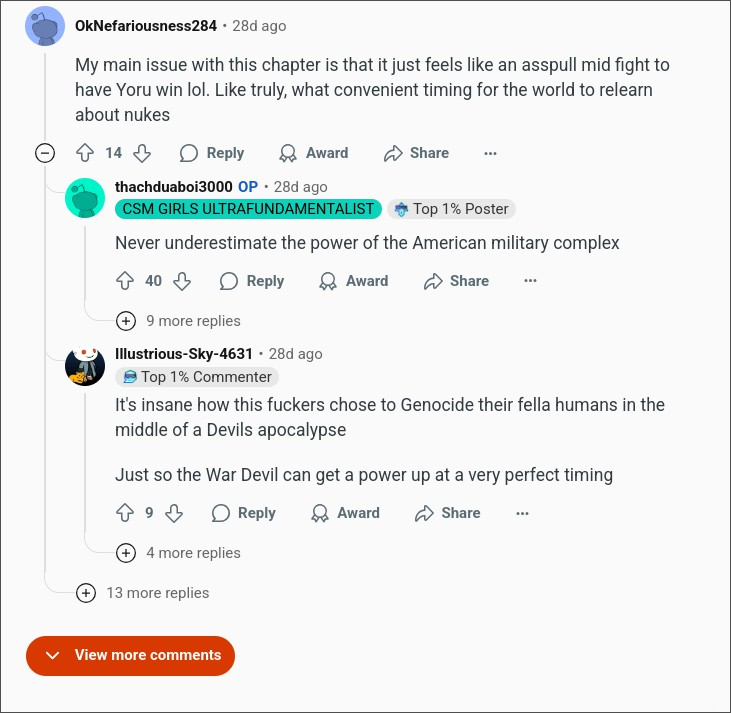 OkNefariousness284 • 28d ago
My main issue with this chapter is that it just feels like an asspull mid fight to
have Yoru win lol. Like truly, what convenient timing for the world to relearn
about nukes
14 Reply Award Share ...
thachduaboi3000 OP • 28d ago
CSM GIRLS ULTRAFUNDAMENTALIST Top 1% Poster
Never underestimate the power of the American military complex
40 Reply Award Share ...
9 more replies
Illustrious-Sky-4631 • 28d ago
Top 1% Commenter
It's insane how this fuckers chose to Genocide their fella humans in the
middle of a Devils apocalypse
Just so the War Devil can get a power up at a very perfect timing
9 Reply Award Share ...
4 more replies
13 more replies
View more comments